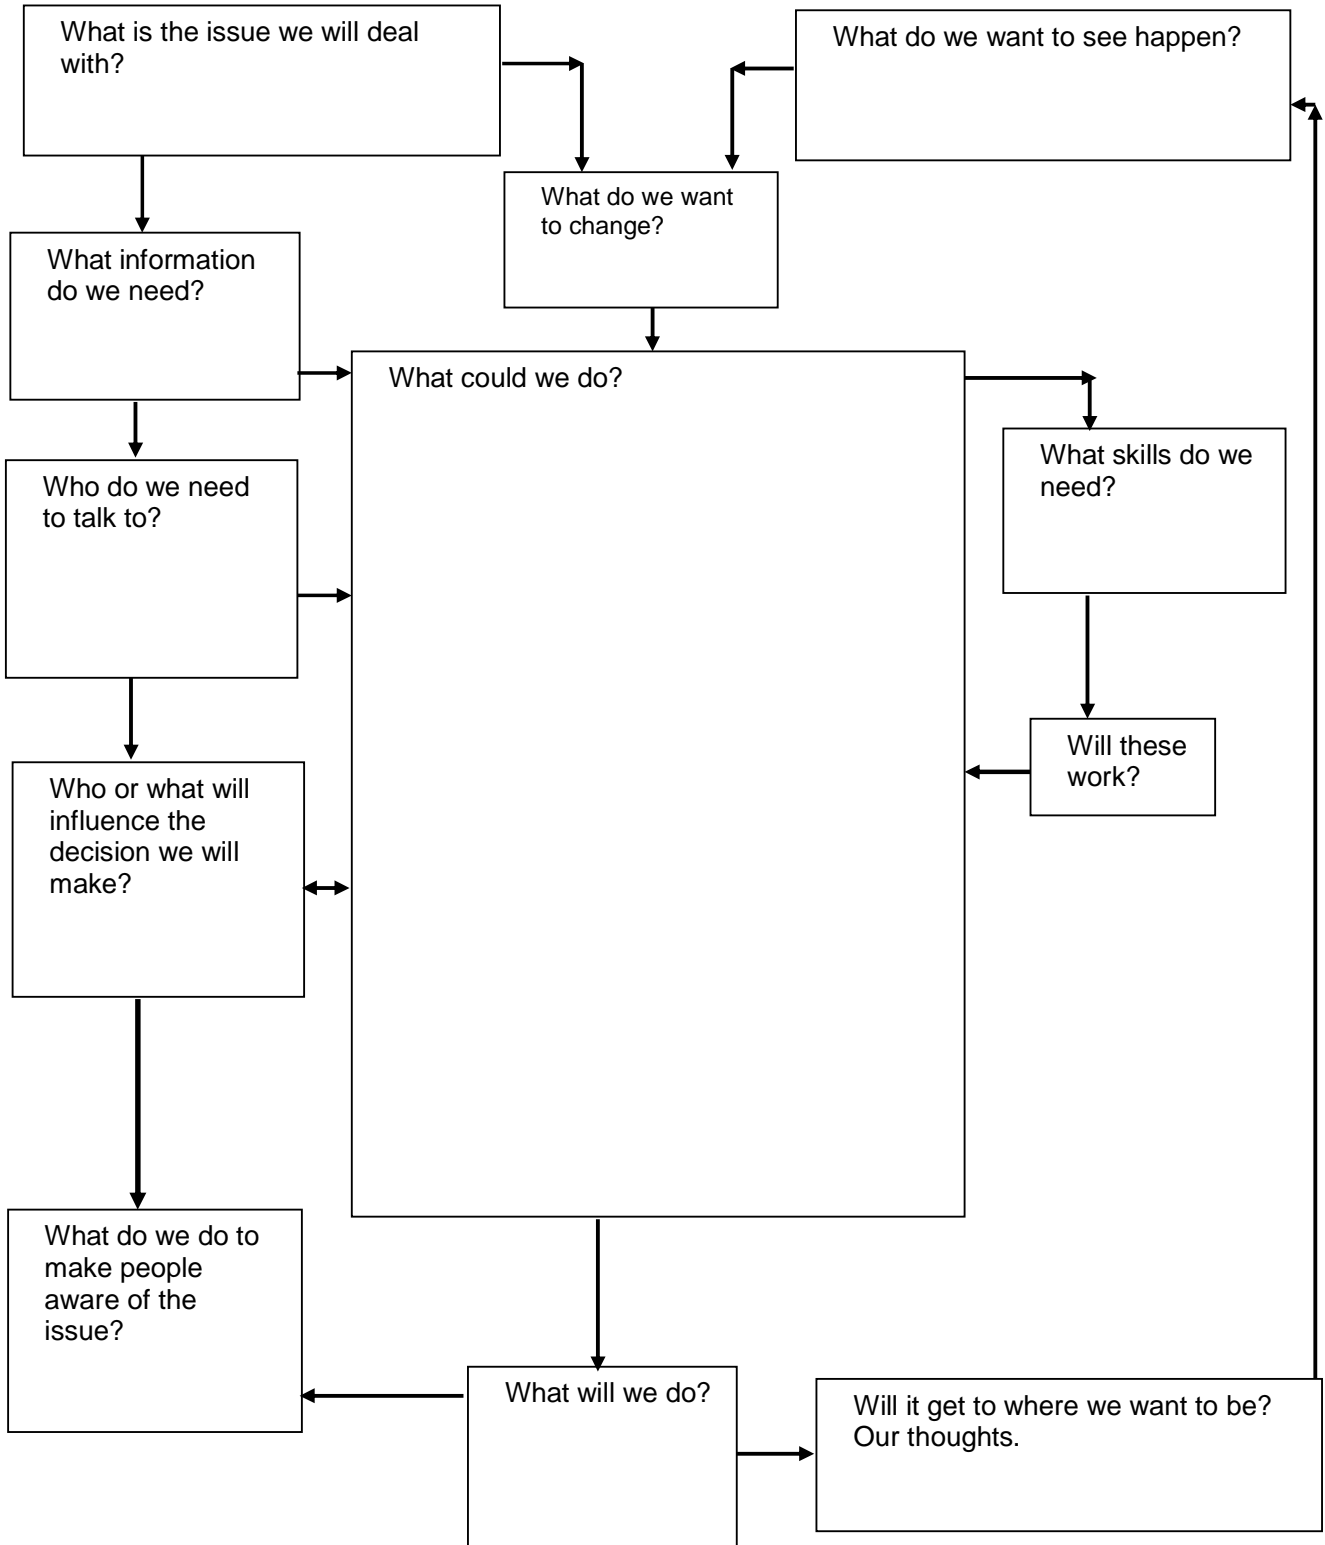 What is the issue we will deal
with?
What do we want to see happen?
What do we want
to change?
What information
do we need?
What could we do?
What skills do we
need?
Who do we need
to talk to?
Will these
work?
Who or what will
influence the
decision we will
make?
What do we do to
make people
aware of the
issue?
What will we do?
Will it get to where we want to be?
Our thoughts.